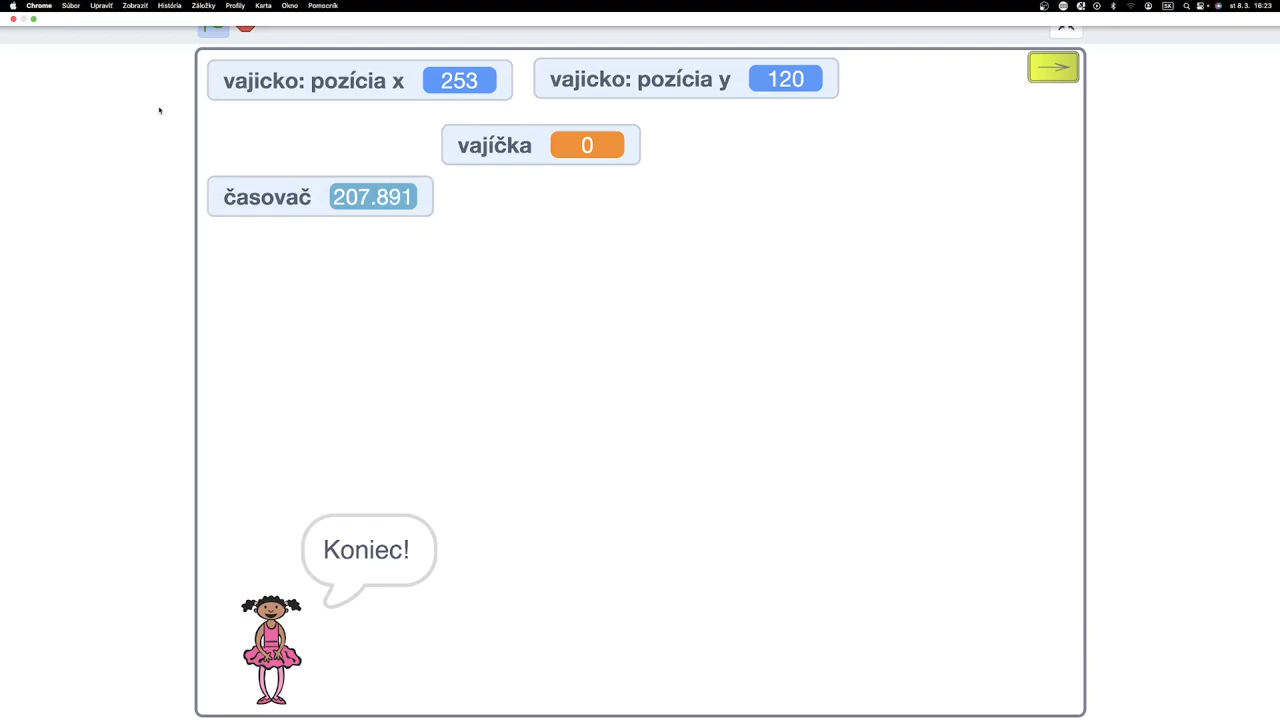 Chrome Súbor Upraviť Zobraziť História Záložky Profily Karta Okno Pomocník
SK st 8.3. 16:23
vajicko: pozícia x 253
vajicko: pozícia y 120
vajíčka 0
časovač 207.891
Koniec!